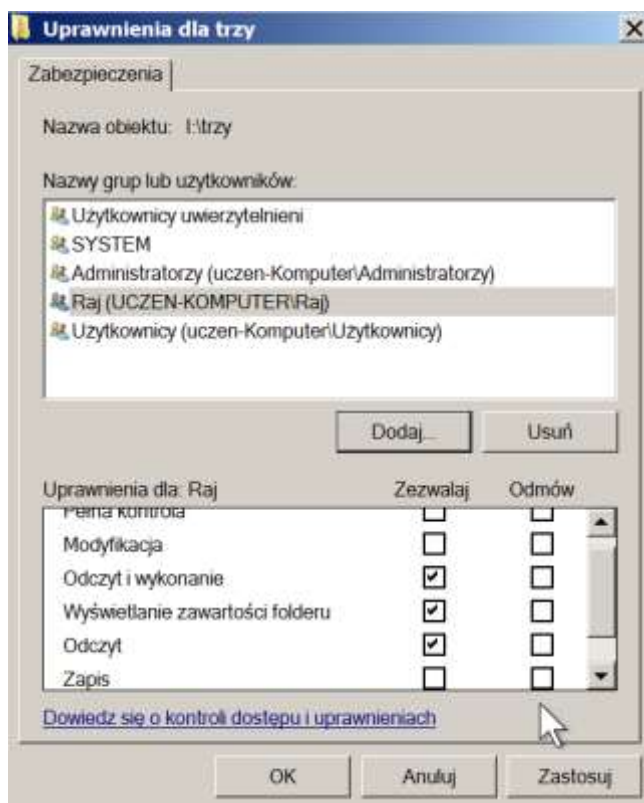 Uprawnienia dla trzy
Zabezpieczenia
Nazwa obiektu: I:\trzy
Nazwy grup lub użytkowników:
Użytkownicy uwierzytelnieni
SYSTEM
Administratorzy (uczen-Komputer\Administratorzy)
Raj (UCZEN-KOMPUTER\Raj)
Użytkownicy (uczen-Komputer\Użytkownicy)
Dodaj... Usuń
Uprawnienia dla: Raj Zezwalaj Odmów
Pełna kontrola
Modyfikacja
Odczyt i wykonanie
Wyświetlanie zawartości folderu
Odczyt
Zapis
Dowiedz się o kontroli dostępu i uprawnieniach
OK Anuluj Zastosuj